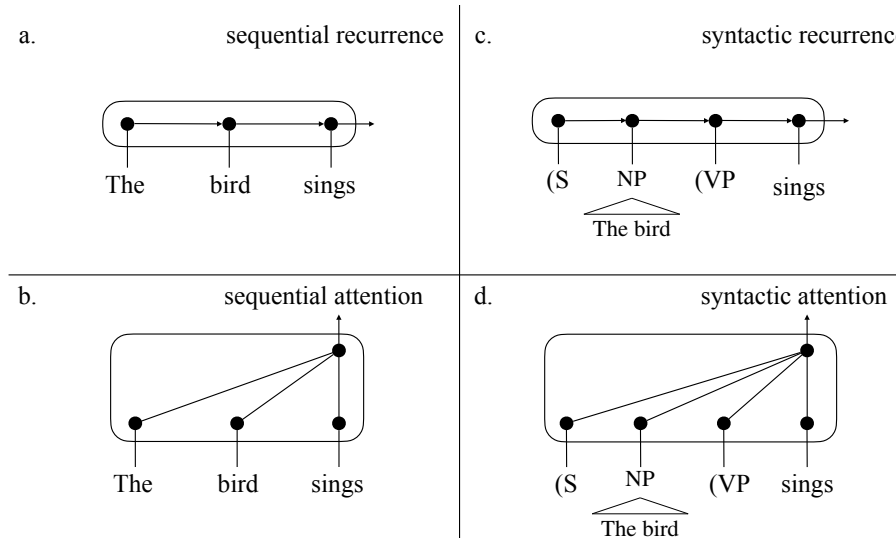 a.
sequential recurrence
The bird sings
b.
sequential attention
The bird sings
c.
syntactic recurrenc
(S NP (VP sings
The bird
d.
syntactic attention
(S NP (VP sings
The bird